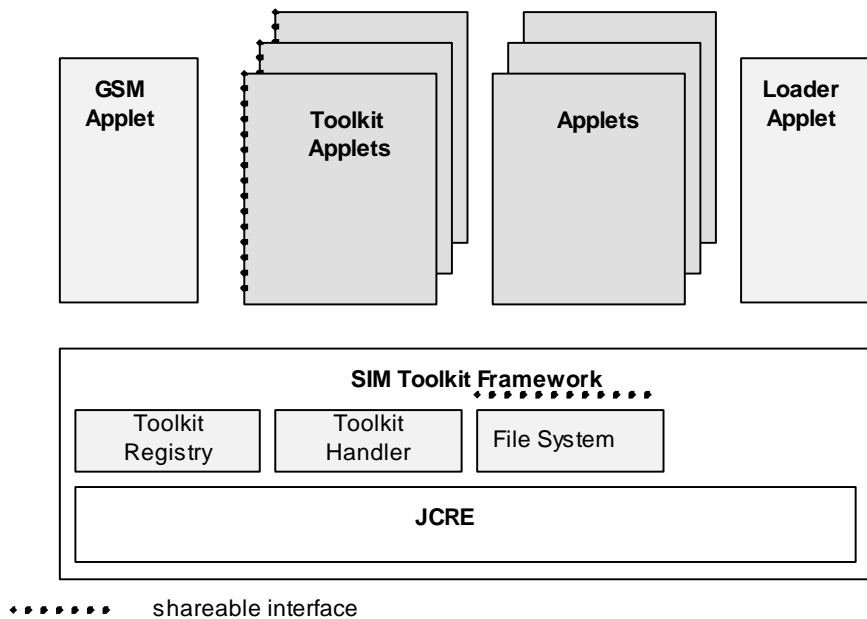 GSM
Applet
Toolkit
Applets
Applets
Loader
Applet
SIM Toolkit Framework
Toolkit
Registry
Toolkit
Handler
File System
JCRE
shareable interface